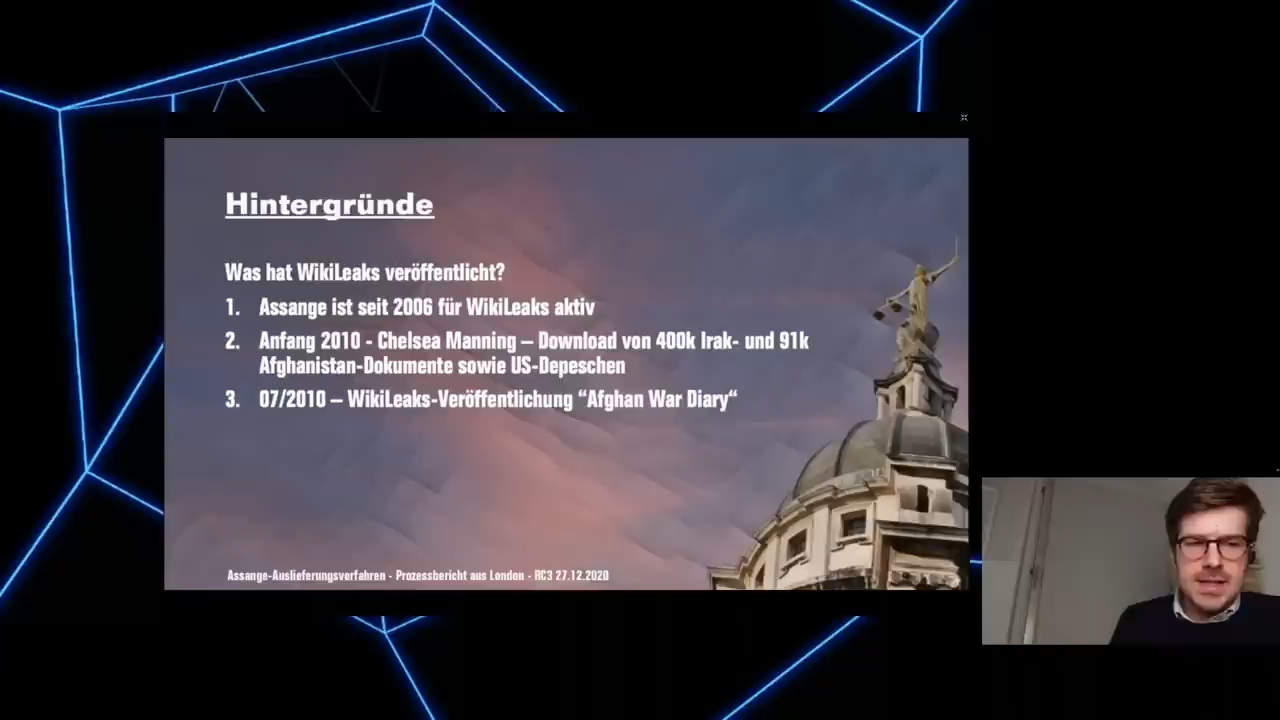 Hintergründe
Was hat WikiLeaks veröffentlicht?
1. Assange ist seit 2006 für WikiLeaks aktiv
2. Anfang 2010 - Chelsea Manning – Download von 400k Irak- und 91k
Afghanistan-Dokumente sowie US-Depeschen
3. 07/2010 – WikiLeaks-Veröffentlichung “Afghan War Diary“
Assange-Auslieferungsverfahren - Prozessbericht aus London - RC3 27.12.2020